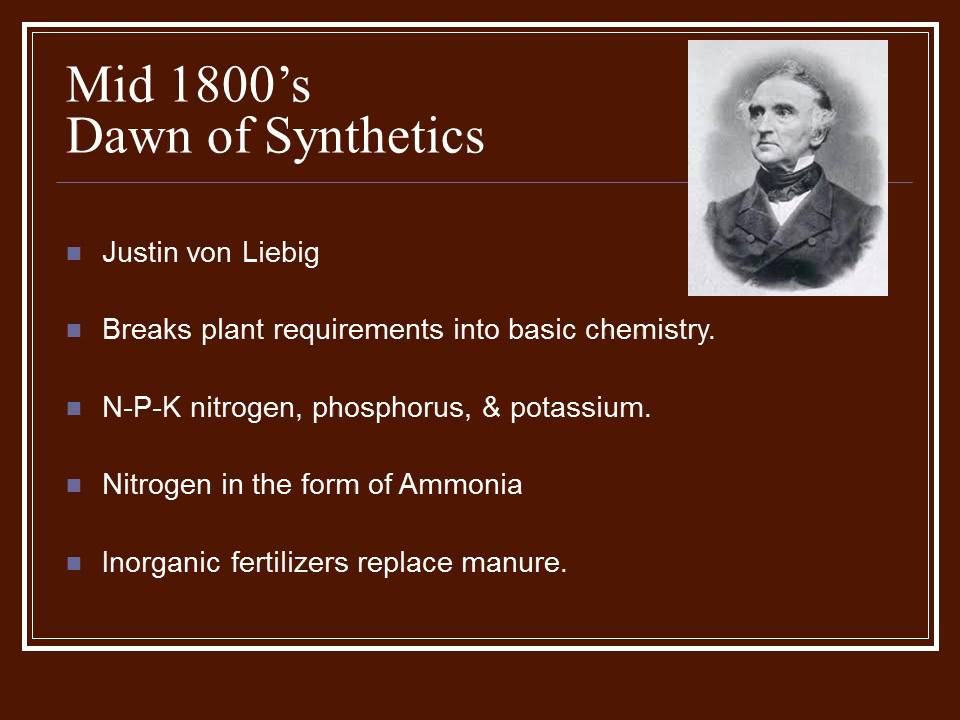 Mid 1800’s
Dawn of Synthetics
Justin von Liebig
Breaks plant requirements into basic chemistry.
N-P-K nitrogen, phosphorus, & potassium.
Nitrogen in the form of Ammonia
Inorganic fertilizers replace manure.